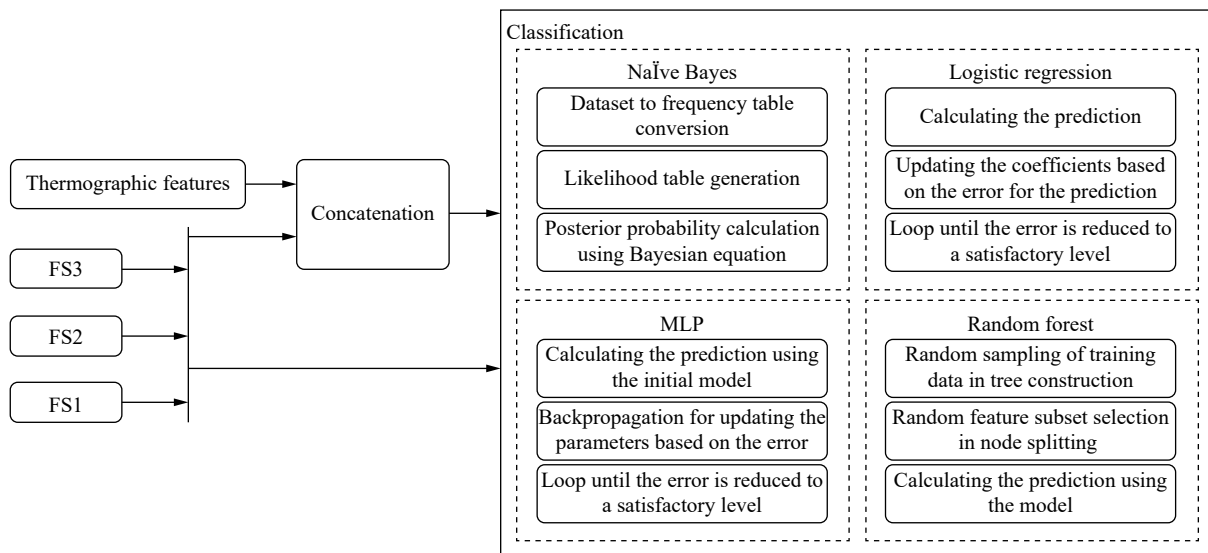 Thermographic features
FS3
FS2
FS1
Concatenation
Classification
NaÏve Bayes
Dataset to frequency table
conversion
Likelihood table generation
Posterior probability calculation
using Bayesian equation
Logistic regression
Calculating the prediction
Updating the coefficients based
on the error for the prediction
Loop until the error is reduced to
a satisfactory level
MLP
Calculating the prediction using
the initial model
Backpropagation for updating the
parameters based on the error
Loop until the error is reduced to
a satisfactory level
Random forest
Random sampling of training
data in tree construction
Random feature subset selection
in node splitting
Calculating the prediction using
the model